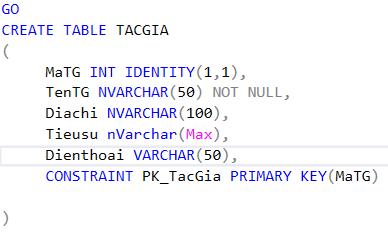 GO
CREATE TABLE TACGIA
(
MaTG INT IDENTITY(1,1),
TenTG NVARCHAR(50) NOT NULL,
Diachi NVARCHAR(100),
Tieusu nVarchar(Max),
Dienthoai VARCHAR(50),
CONSTRAINT PK_TacGia PRIMARY KEY(MaTG)
)